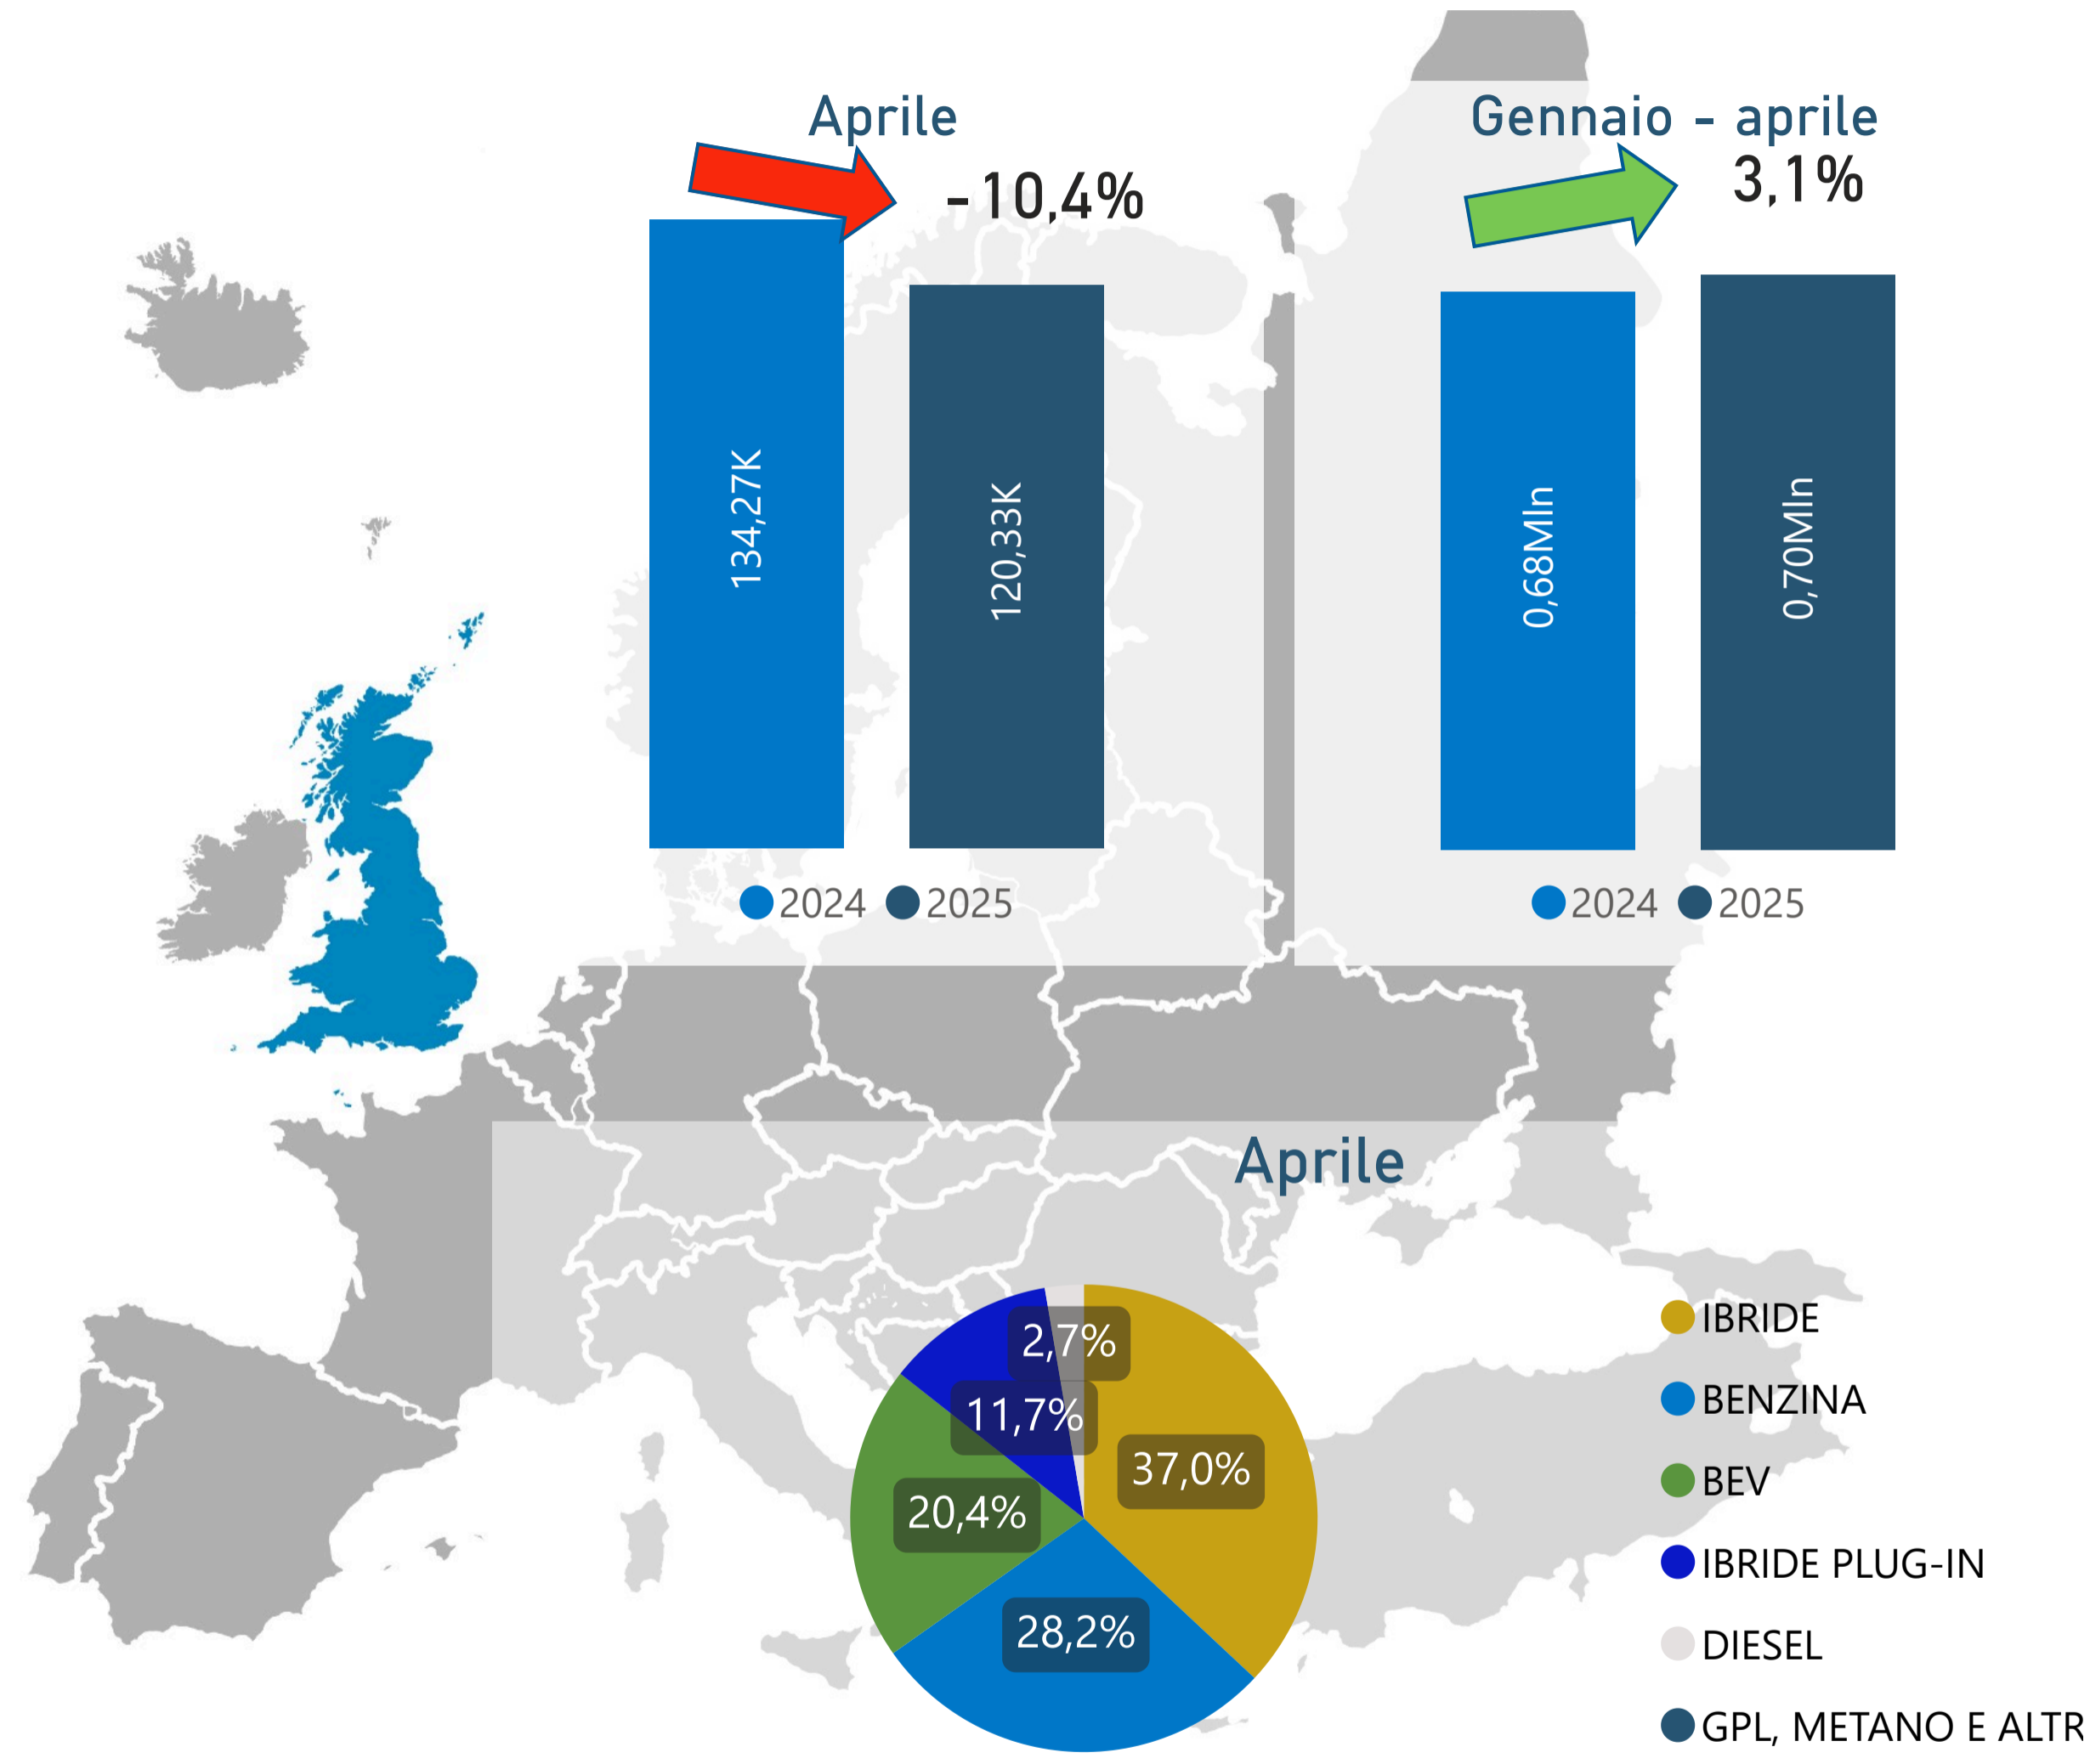 Aprile
-10,4%
134,27K
120,33K
2024 2025
Gennaio - aprile
3,1%
0,68Mln
0,70Mln
2024 2025
Aprile
2,7%
11,7%
37,0%
20,4%
28,2%
IBRIDE
BENZINA
BEV
IBRIDE PLUG-IN
DIESEL
GPL, METANO E ALTR